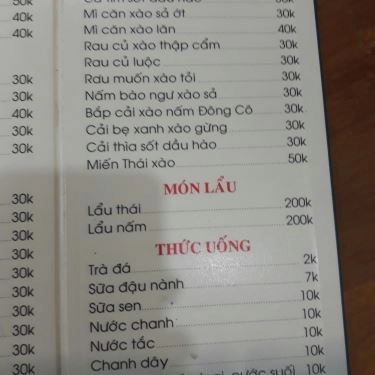 50k
40k
40k
30k
30k
40k
30k
30k
30k
30k
30k
30k
30k
30k
30k
Mì căn xào sả ớt 30k
Mì căn xào lăn 40k
Rau củ xào thập cẩm 30k
Rau củ luộc 30k
Rau muốn xào tỏi 30k
Nấm bào ngư xào sả 30k
Bắp cải xào nấm Đông Cô 30k
Cải bẹ xanh xào gừng 30k
Cải thìa sốt dầu hào 30k
Miến Thái xào 50k
MÓN LẨU
Lẩu thái 200k
Lẩu nấm 200k
THỨC UỐNG
Trà đá 2k
Sữa đậu nành 7k
Sữa sen 10k
Nước chanh 10k
Nước tắc 10k
Chanh dây 10k
nước suối 10k